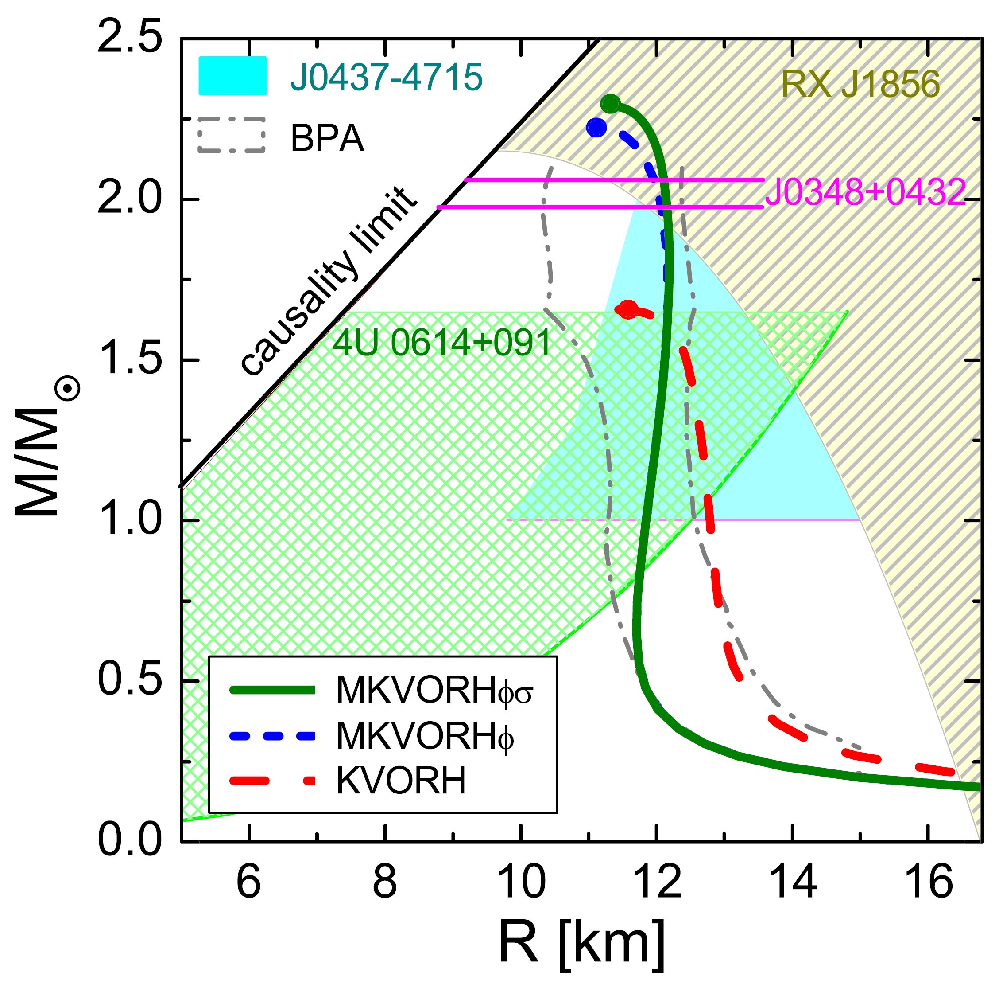 2.5
2.0
1.5
1.0
0.5
0.0
M/M☉
J0437-4715
BPA
RX J1856
J0348+0432
causality limit
4U 0614+091
MKVORHϕσ
MKVORHϕ
KVORH
6 8 10 12 14 16
R [km]